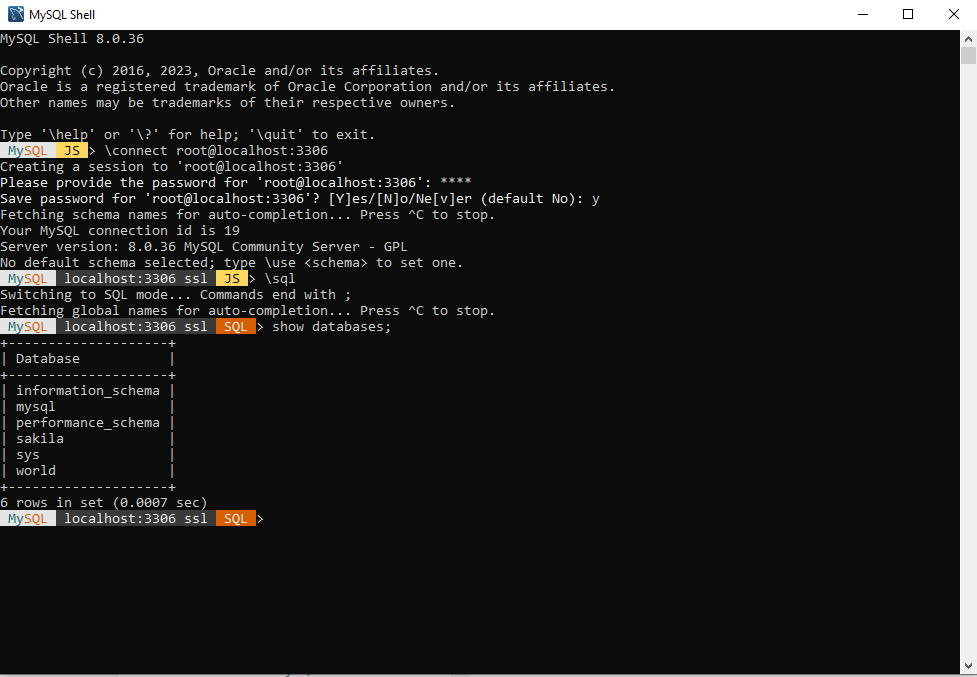 MySQL Shell
MySQL Shell 8.0.36
Copyright (c) 2016, 2023, Oracle and/or its affiliates.
Oracle is a registered trademark of Oracle Corporation and/or its affiliates.
Other names may be trademarks of their respective owners.
Type '\help' or '\?' for help; '\quit' to exit.
MySQL JS > \connect root@localhost:3306
Creating a session to 'root@localhost:3306'
Please provide the password for 'root@localhost:3306': ****
Save password for 'root@localhost:3306'? [Y]es/[N]o/Ne[v]er (default No): y
Fetching schema names for auto-completion... Press ^C to stop.
Your MySQL connection id is 19
Server version: 8.0.36 MySQL Community Server - GPL
No default schema selected; type \use <schema> to set one.
MySQL localhost:3306 ssl JS > \sql
Switching to SQL mode... Commands end with ;
Fetching global names for auto-completion... Press ^C to stop.
MySQL localhost:3306 ssl SQL > show databases;
+--------------------+
| Database           |
+--------------------+
| information_schema |
| mysql              |
| performance_schema |
| sakila             |
| sys                |
| world              |
+--------------------+
6 rows in set (0.0007 sec)
MySQL localhost:3306 ssl SQL >